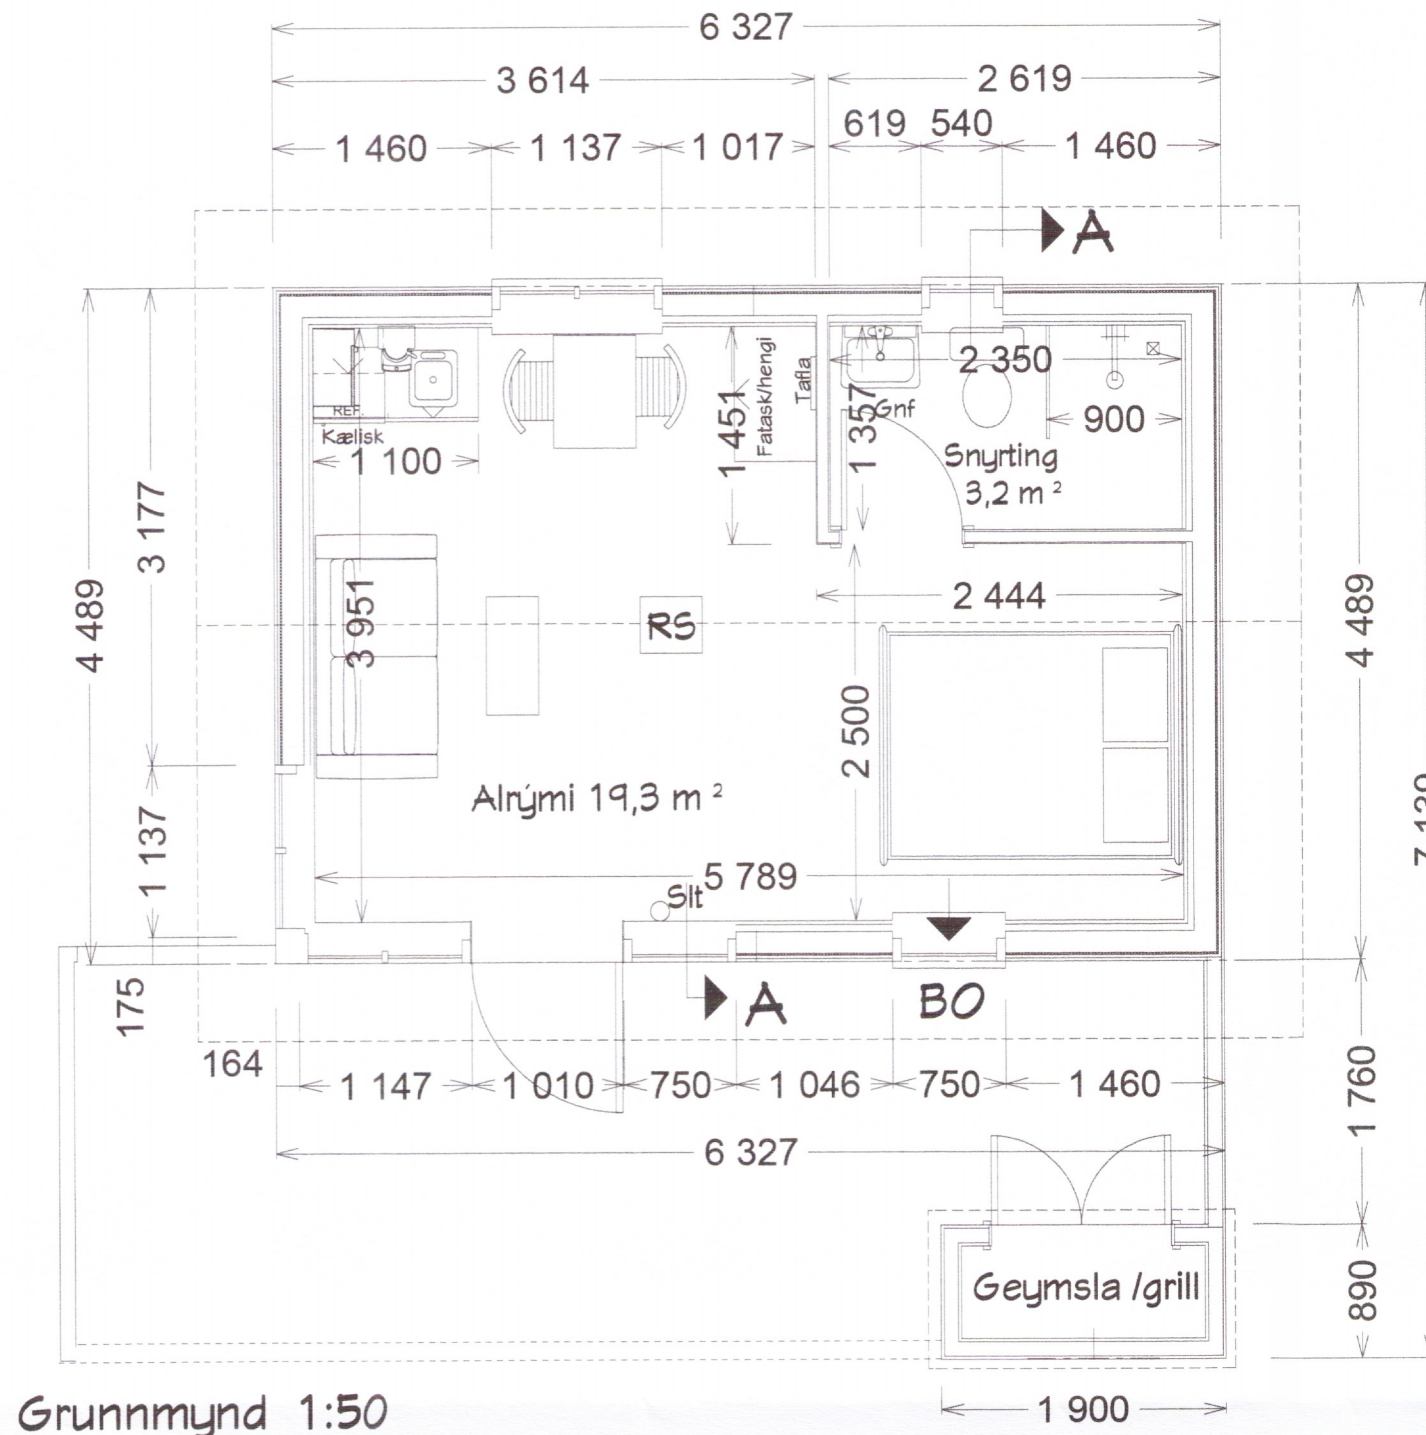 6 327
3 614
2 619
619
540
1 460
1 137
1 017
1 460
A
Tafla
Fatask/hengi
2 350
REF.
Kælisk
1 100
1 451
1 357
Gnf
900
Snyrting
3,2 m²
3 177
4 489
3 951
2 444
RS
4 489
2 500
Alrými 19,3 m²
1 137
5 789
Slt
175
A
BO
164
1 147
1 010
750
1 046
750
1 460
1 760
6 327
Geymsla /grill
890
1 900
Grunnmynd 1:50